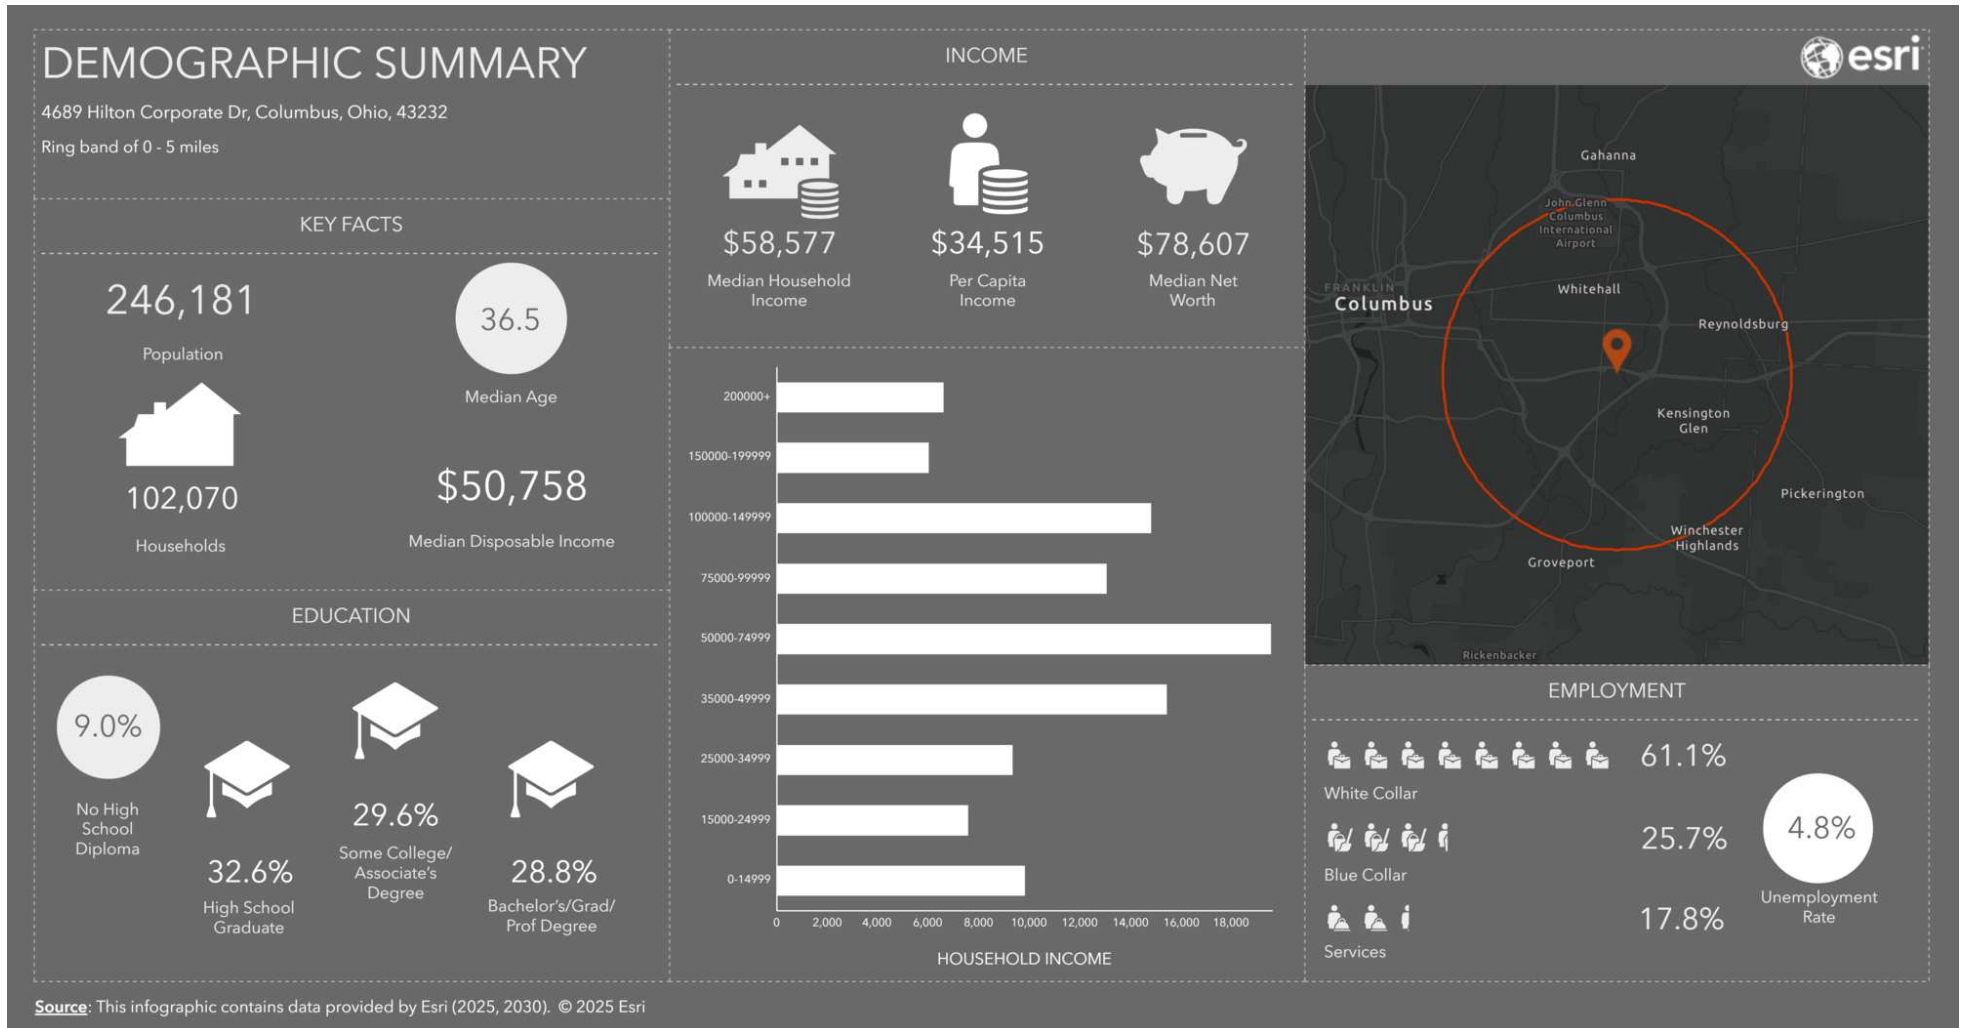 DEMOGRAPHIC SUMMARY
4689 Hilton Corporate Dr, Columbus, Ohio, 43232
Ring band of 0 - 5 miles
KEY FACTS
246,181
Population
36.5
Median Age
102,070
Households
$50,758
Median Disposable Income
EDUCATION
9.0%
No High
School
Diploma
32.6%
High School
Graduate
29.6%
Some College/
Associate's
Degree
28.8%
Bachelor's/Grad/
Prof Degree
INCOME
$58,577
Median Household
Income
$34,515
Per Capita
Income
$78,607
Median Net
Worth
200000+
150000-199999
100000-149999
75000-99999
50000-74999
35000-49999
25000-34999
15000-24999
0-14999
0 2,000 4,000 6,000 8,000 10,000 12,000 14,000 16,000 18,000
HOUSEHOLD INCOME
esri
Gahanna
John Glenn
Columbus
International
Airport
Whitehall
FRANKLIN
Columbus
Reynoldsburg
Kensington
Glen
Pickerington
Winchester
Highlands
Groveport
Rickenbacker
EMPLOYMENT
61.1%
White Collar
25.7%
Blue Collar
17.8%
Services
4.8%
Unemployment
Rate
Source: This infographic contains data provided by Esri (2025, 2030). © 2025 Esri